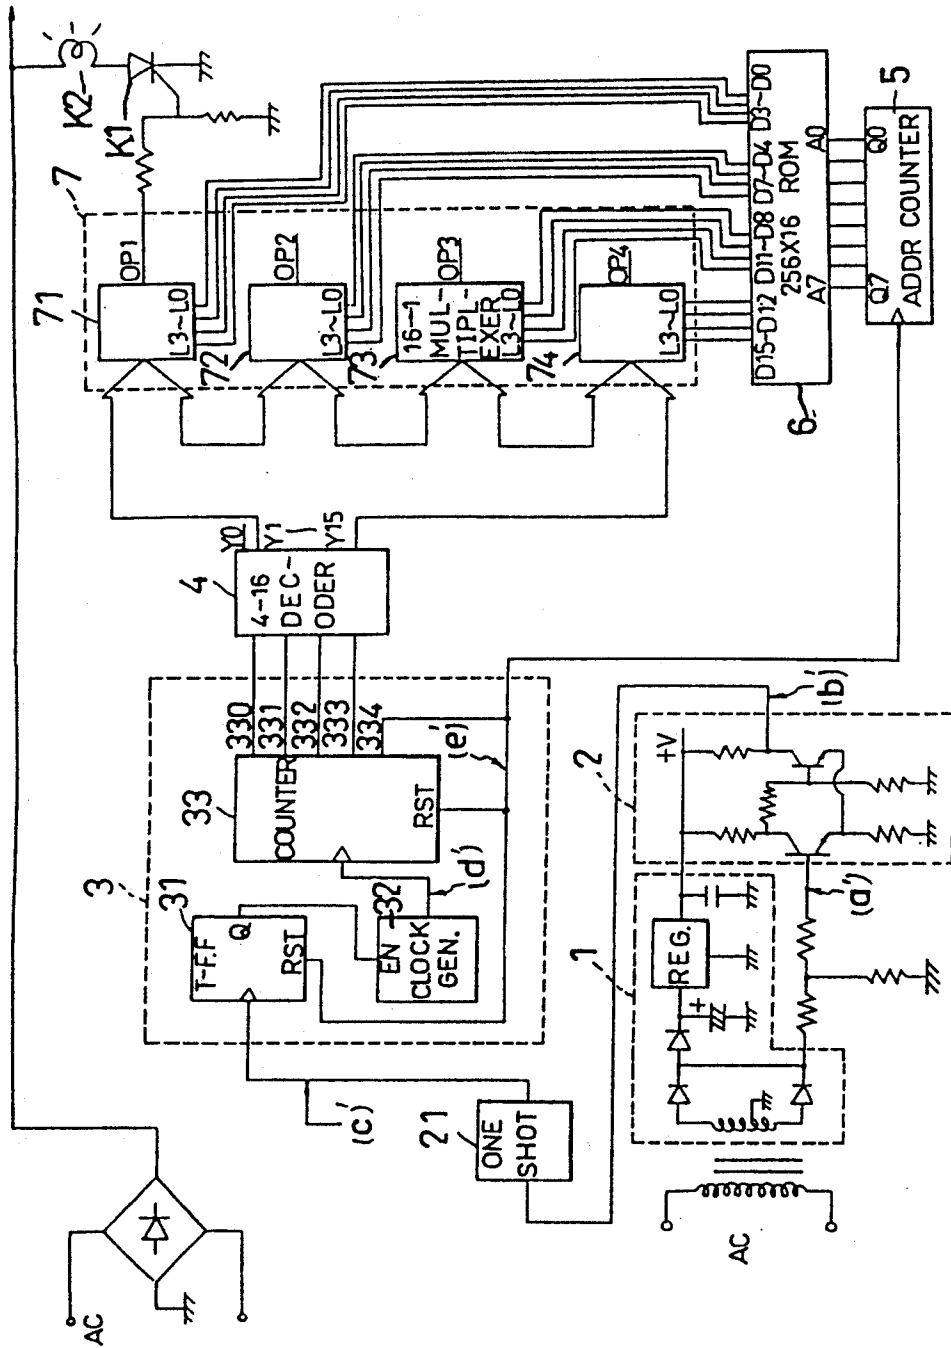 AC
K2
K1
7
71
OP1
L3~L0
72
OP2
L3~L0
73
16-1
MUL-
TIPL-
EXER
OP3
L3~L0
74
OP4
L3~L0
D3~D0
D7~D4
D11~D8
D15~D12
ROM
256X16
A0
A7
6
Q0
Q7
ADDR COUNTER
5
4
4-16
DEC-
ODER
Y0
Y1
Y15
3
31
T-F.F
Q
RST
EN
32
CLOCK
GEN.
33
COUNTER
RST
330
331
332
333
334
(d')
(e')
(c')
21
ONE
SHOT
1
REG.
+
2
+V
(a')
(b')
AC